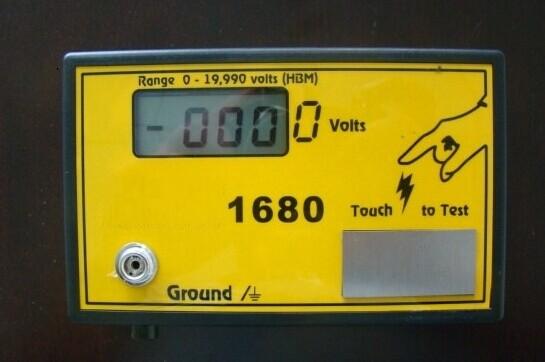 Range 0 - 19,990 volts (HBM)
- 0000 Volts
1680
Touch to Test
Ground /⏚